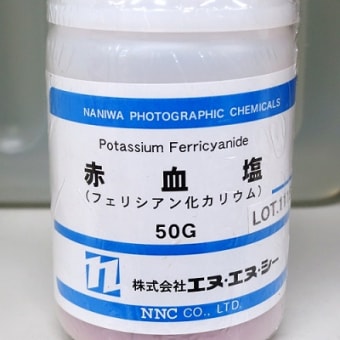 NANIWA PHOTOGRAPHIC CHEMICALS
Potassium Ferricyanide
赤血塩
(フェリシアン化カリウム)
50G
株式会社エヌ・エヌ・シー
NNC CO., LTD.